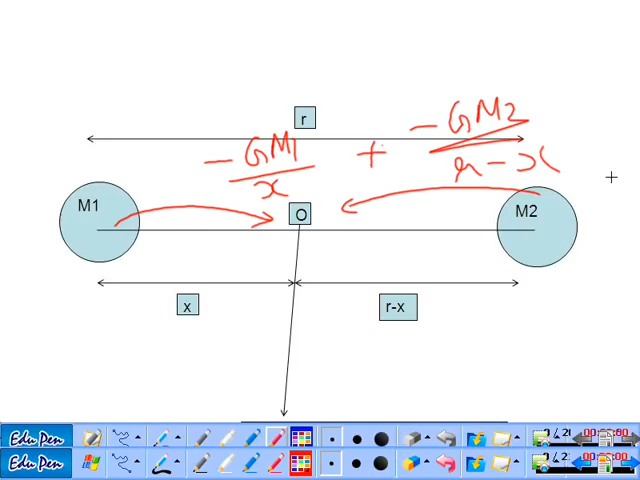 r
-GM1/x + -GM2/r-x
M1
O
M2
x
r-x
Edu Pen
Edu Pen